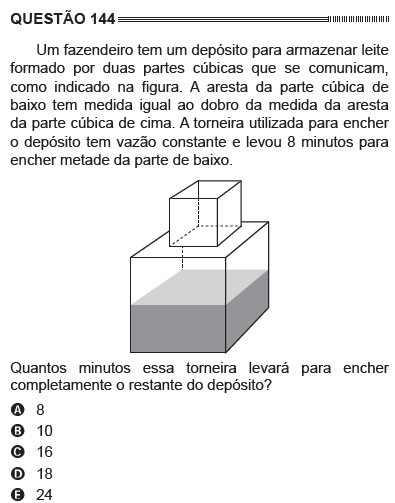 QUESTÃO 144
Um fazendeiro tem um depósito para armazenar leite
formado por duas partes cúbicas que se comunicam,
como indicado na figura. A aresta da parte cúbica de
baixo tem medida igual ao dobro da medida da aresta
da parte cúbica de cima. A torneira utilizada para encher
o depósito tem vazão constante e levou 8 minutos para
encher metade da parte de baixo.
Quantos minutos essa torneira levará para encher
completamente o restante do depósito?
A 8
B 10
C 16
D 18
E 24